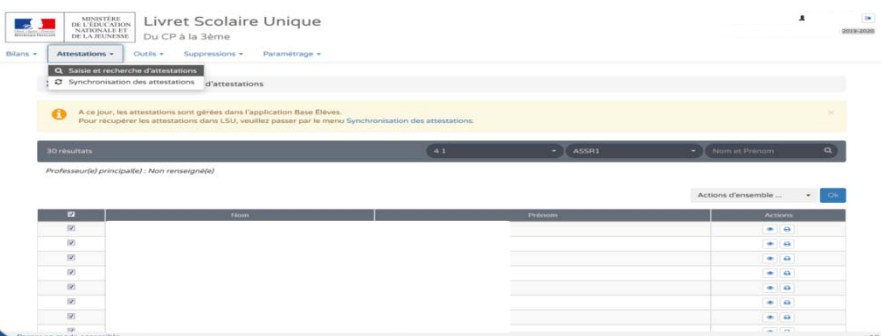 MINISTÈRE
DE L'ÉDUCATION
NATIONALE ET
DE LA JEUNESSE
Livret Scolaire Unique
Du CP à la 3ème
2019-2020
Bilans
Attestations
Outils
Suppressions
Paramétrage
Saisie et recherche d'attestations
Synchronisation des attestations
d'attestations
A ce jour, les attestations sont gérées dans l'application Base Élèves.
Pour récupérer les attestations dans LSU, veuillez passer par le menu Synchronisation des attestations.
30 résultats
4 1
ASSR1
Nom et Prénom
Professeur(e) principal(e) : Non renseigné(e)
Actions d'ensemble ...
Ok
Nom
Prénom
Actions